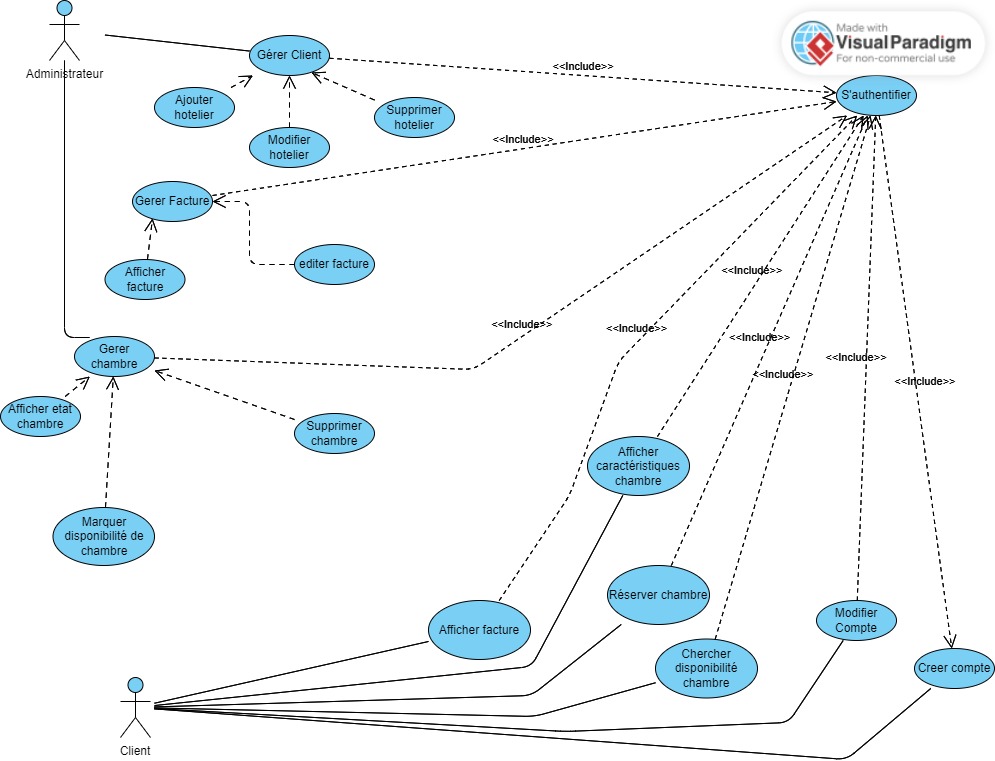 Made with
Visual Paradigm
For non-commercial use
Administrateur
Gérer Client
<<Include>>
S'authentifier
Ajouter
hotelier
Supprimer
hotelier
Modifier
hotelier
<<Include>>
Gerer Facture
Afficher
facture
editer facture
<<Include>>
<<Include>>
<<Include>>
<<Include>>
<<Include>>
<<Include>>
<<Include>>
Gerer
chambre
Afficher etat
chambre
Supprimer
chambre
Marquer
disponibilité de
chambre
Afficher
caractéristiques
chambre
Réserver chambre
Afficher facture
Modifier
Compte
Chercher
disponibilité
chambre
Creer compte
Client